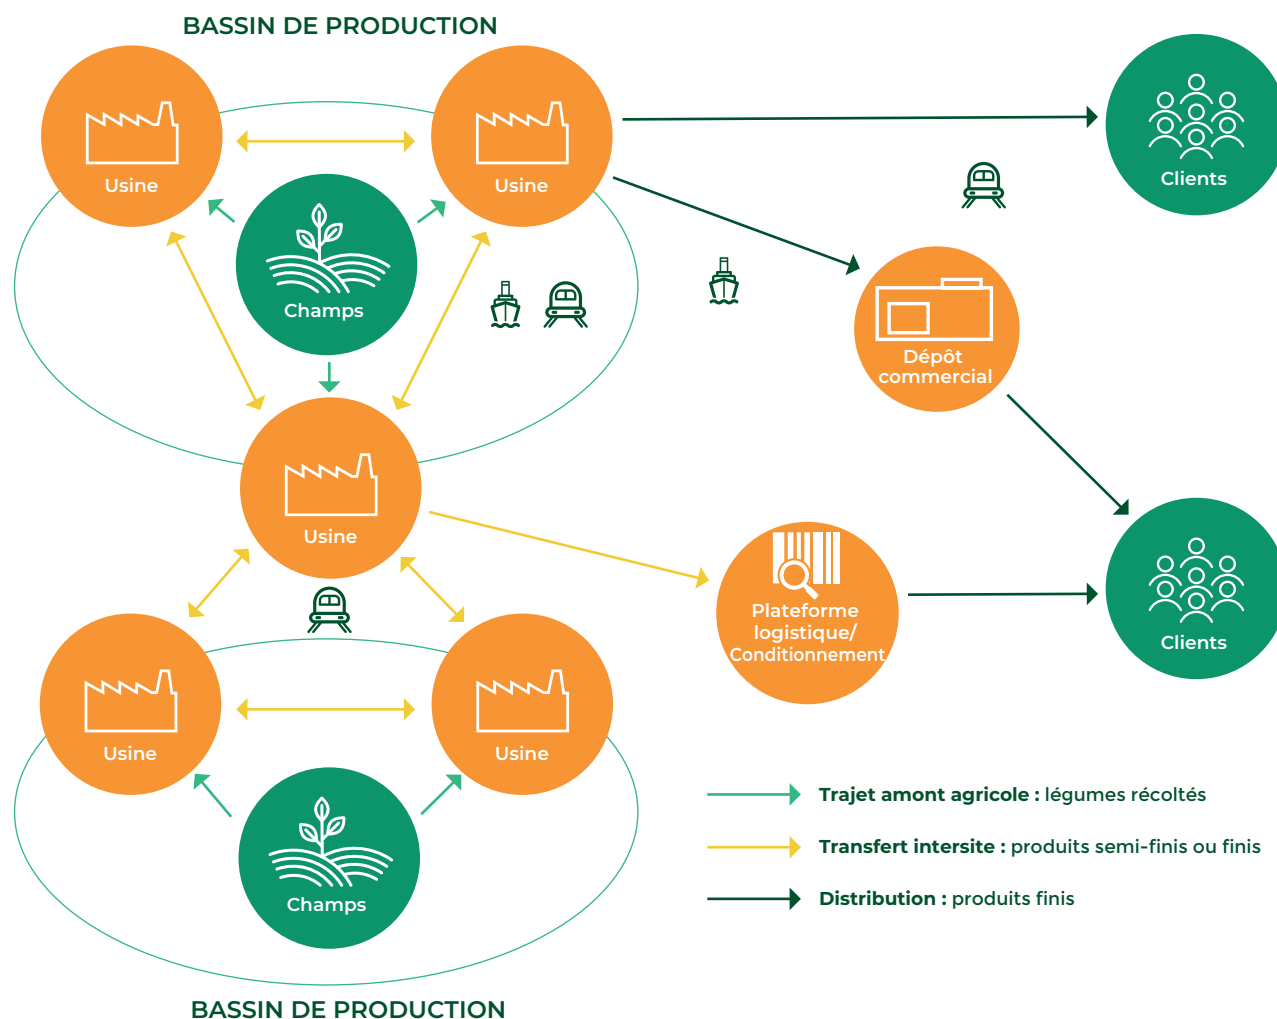 BASSIN DE PRODUCTION
Usine
Usine
Clients
Champs
Dépôt
commercial
Usine
Plateforme
logistique/
Conditionnement
Clients
Usine
Usine
Champs
Trajet amont agricole : légumes récoltés
Transfert intersite : produits semi-finis ou finis
Distribution : produits finis
BASSIN DE PRODUCTION